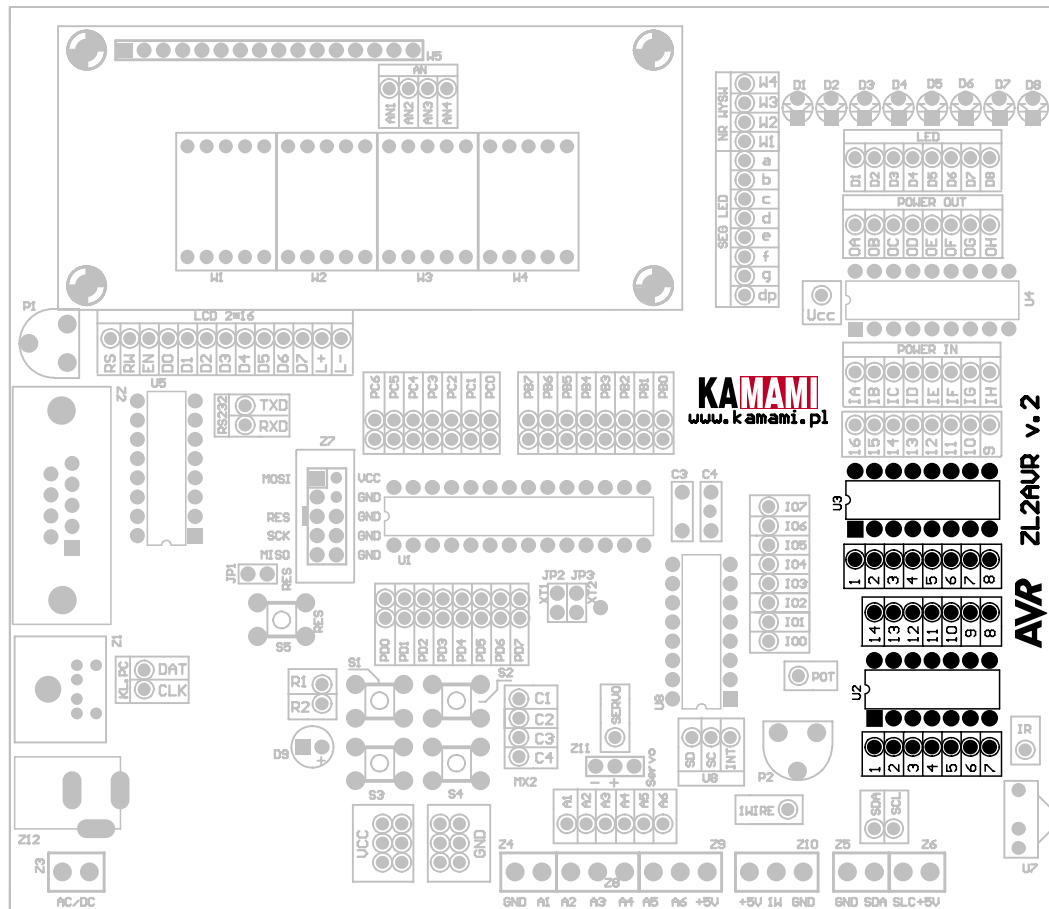 W5
AN
AN1 AN2 AN3 AN4
W1 W2 W3 W4
NR WYSW
W4
W3
W2
W1
SEG LED
a
b
c
d
e
f
g
dp
D1 D2 D3 D4 D5 D6 D7 D8
LED
D1 D2 D3 D4 D5 D6 D7 D8
POWER OUT
OA OB OC OD OE OF OG OH
U4
Vcc
POWER IN
IA IB IC ID IE IF IG IH
16 15 14 13 12 11 10 9
P1
LCD 2*16
RS RW EN D0 D1 D2 D3 D4 D5 D6 D7 L+ L-
Z2
U5
RS232
TXD
RXD
PC6 PC5 PC4 PC3 PC2 PC1 PC0
PB7 PB6 PB5 PB4 PB3 PB2 PB1 PB0
KAMAMI
www.kamami.pl
ZL2AVR v.2
AVR
Z7
MOSI VCC
GND
RES GND
SCK GND
MISO GND
U1
C3 C4
IO7
IO6
IO5
IO4
IO3
IO2
IO1
IO0
U3
1 2 3 4 5 6 7 8
14 13 12 11 10 9 8
U2
1 2 3 4 5 6 7
JP1
RES
RES
S5
JP2 JP3
XT1 XT2
PD0 PD1 PD2 PD3 PD4 PD5 PD6 PD7
Z1
KL.PC
DAT
CLK
S1 S2
R1
R2
D9
+
S3 S4
C1
C2
C3
C4
MX2
SERVO
Z11
- +
Servo
U8
SD SC INT
U8
POT
P2
IR
U7
1WIRE
SDA SCL
Z12
Z3
AC/DC
VCC GND
A1 A2 A3 A4 A5 A6
Z4 Z8 Z9 Z10 Z5 Z6
GND A1 A2 A3 A4 A5 A6 +5V +5V 1W GND GND SDA SLC +5V